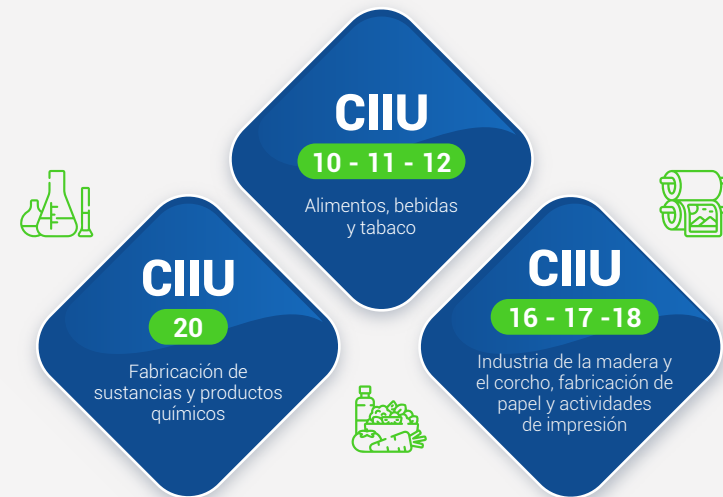 CIIU
10 - 11 - 12
Alimentos, bebidas
y tabaco
CIIU
20
Fabricación de
sustancias y productos
químicos
CIIU
16 - 17 -18
Industria de la madera y
el corcho, fabricación de
papel y actividades
de impresión